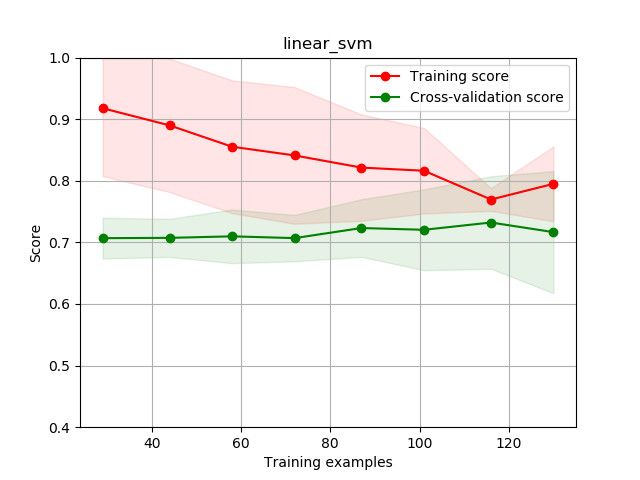 linear_svm
1.0
0.9
0.8
0.7
0.6
0.5
0.4
Score
Training score
Cross-validation score
40 60 80 100 120
Training examples